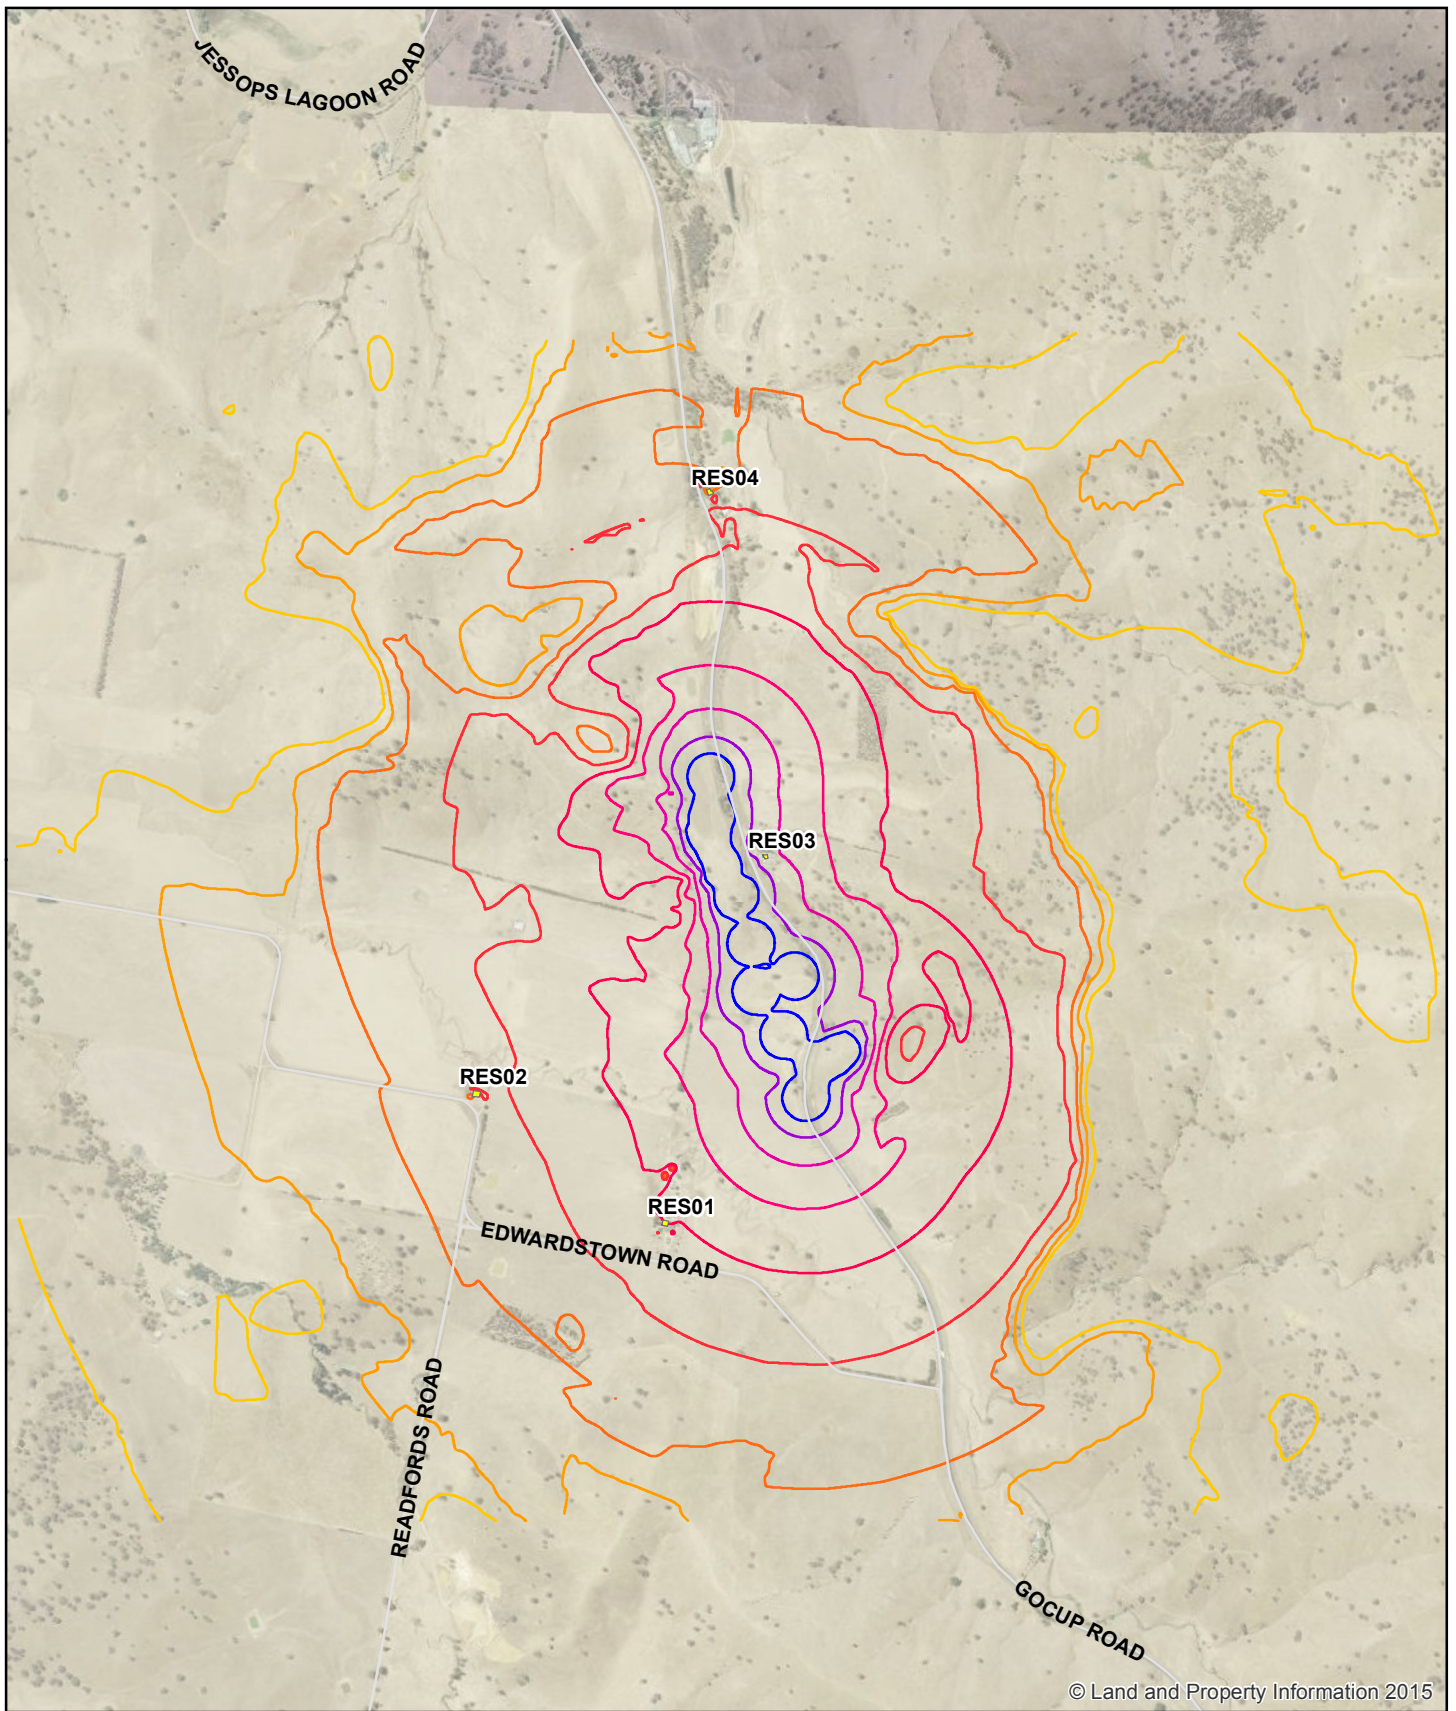 JESSOPS LAGOON ROAD
RES04
RES03
RES02
RES01
EDWARDSTOWN ROAD
READFORDS ROAD
GOCUP ROAD
© Land and Property Information 2015